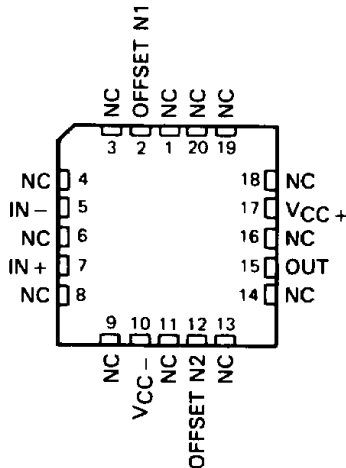 NC OFFSET N1 NC NC NC
3 2 1 20 19
NC 4 18 NC
IN- 5 17 VCC+
NC 6 16 NC
IN+ 7 15 OUT
NC 8 14 NC
9 10 11 12 13
NC VCC- NC OFFSET N2 NC